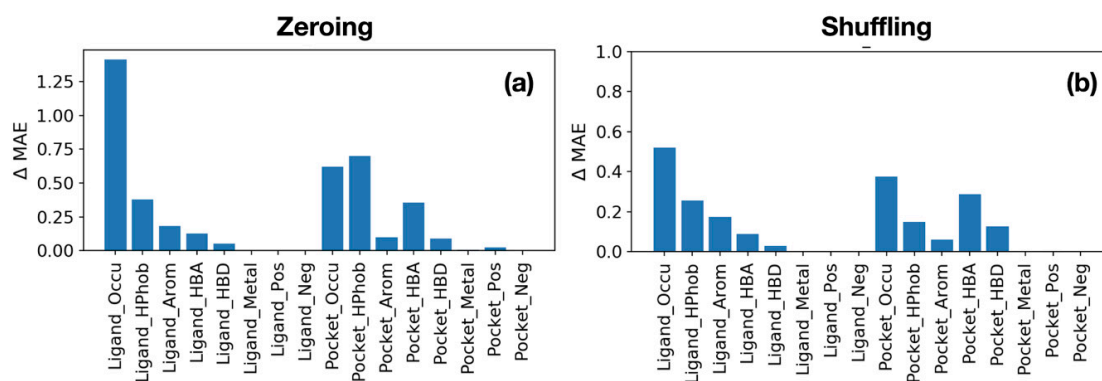 Zeroing
(a)
Δ MAE
1.25
1.00
0.75
0.50
0.25
0.00
Ligand_Occu
Ligand_HPhob
Ligand_Arom
Ligand_HBA
Ligand_HBD
Ligand_Metal
Ligand_Pos
Ligand_Neg
Pocket_Occu
Pocket_HPhob
Pocket_Arom
Pocket_HBA
Pocket_HBD
Pocket_Metal
Pocket_Pos
Pocket_Neg
Shuffling
(b)
Δ MAE
1.0
0.8
0.6
0.4
0.2
0.0
Ligand_Occu
Ligand_HPhob
Ligand_Arom
Ligand_HBA
Ligand_HBD
Ligand_Metal
Ligand_Pos
Ligand_Neg
Pocket_Occu
Pocket_HPhob
Pocket_Arom
Pocket_HBA
Pocket_HBD
Pocket_Metal
Pocket_Pos
Pocket_Neg